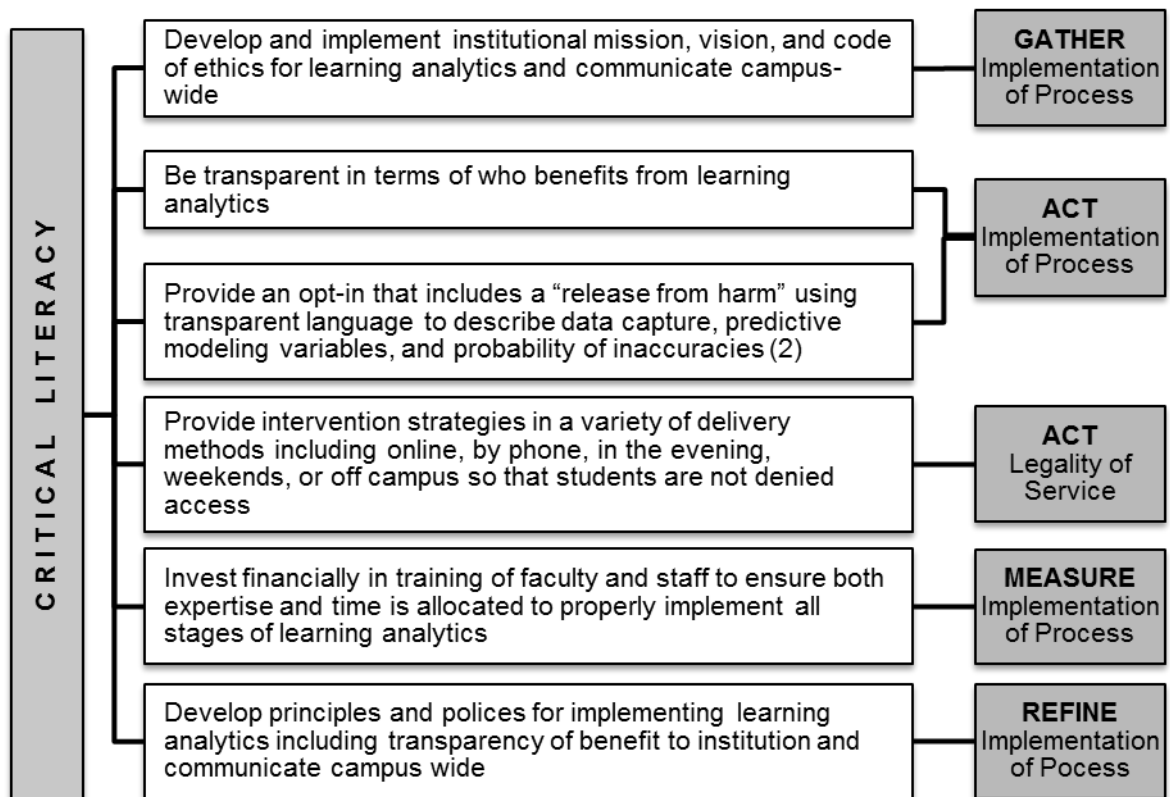 CRITICAL LITERACY
Develop and implement institutional mission, vision, and code
of ethics for learning analytics and communicate campus-
wide
GATHER
Implementation
of Process
Be transparent in terms of who benefits from learning
analytics
Provide an opt-in that includes a “release from harm” using
transparent language to describe data capture, predictive
modeling variables, and probability of inaccuracies (2)
ACT
Implementation
of Process
Provide intervention strategies in a variety of delivery
methods including online, by phone, in the evening,
weekends, or off campus so that students are not denied
access
ACT
Legality of
Service
Invest financially in training of faculty and staff to ensure both
expertise and time is allocated to properly implement all
stages of learning analytics
MEASURE
Implementation
of Process
Develop principles and polices for implementing learning
analytics including transparency of benefit to institution and
communicate campus wide
REFINE
Implementation
of Pocess